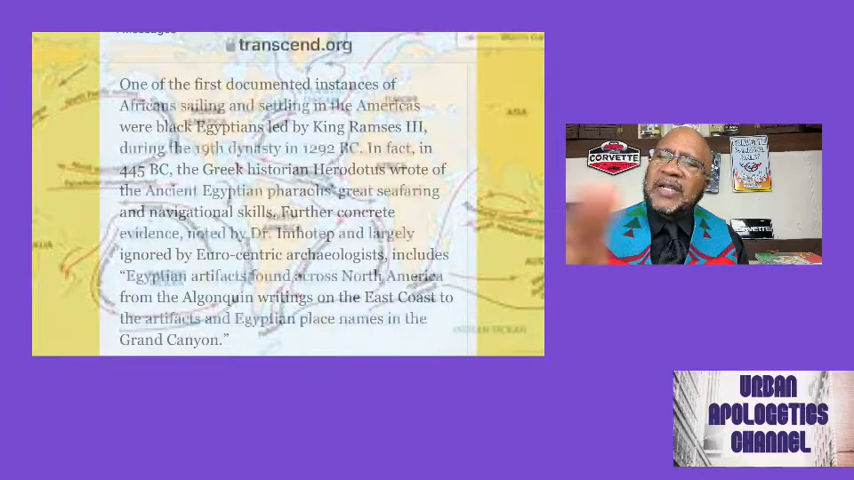 transcend.org
One of the first documented instances of
Africans sailing and settling in the Americas
were black Egyptians led by King Ramses III,
during the 19th dynasty in 1292 BC. In fact, in
445 BC, the Greek historian Herodotus wrote of
the Ancient Egyptian pharaohs' great seafaring
and navigational skills. Further concrete
evidence, noted by Dr. Imhotep and largely
ignored by Euro-centric archaeologists, includes
"Egyptian artifacts found across North America
from the Algonquin writings on the East Coast to
the artifacts and Egyptian place names in the
Grand Canyon."
ASIA
INDIAN OCEAN
CORVETTE
CORVETTE
URBAN
APOLOGETICS
CHANNEL